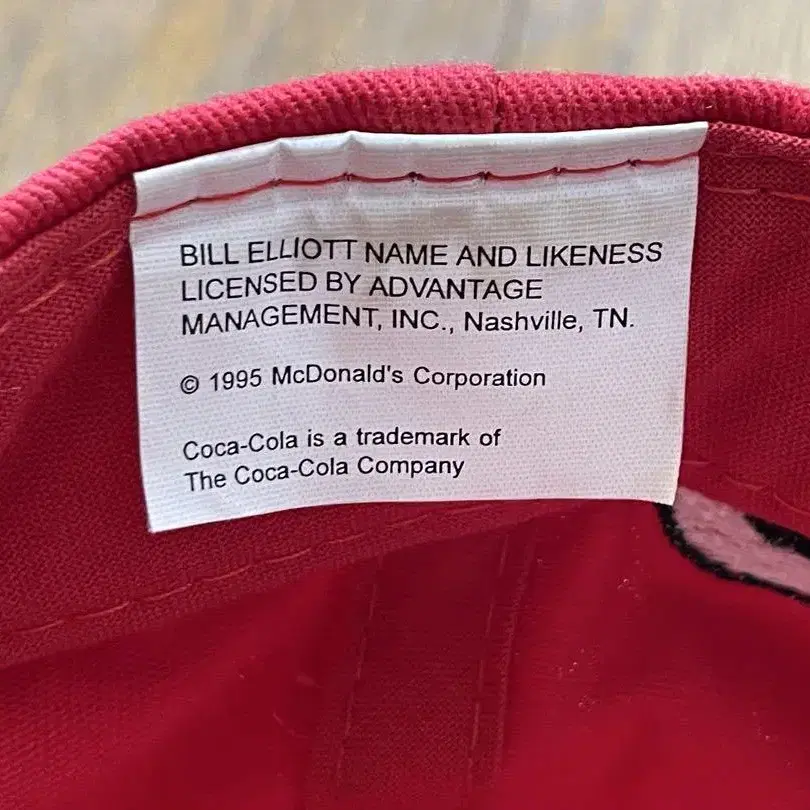 BILL ELLIOTT NAME AND LIKENESS
LICENSED BY ADVANTAGE
MANAGEMENT, INC., Nashville, TN.
© 1995 McDonald's Corporation
Coca-Cola is a trademark of
The Coca-Cola Company